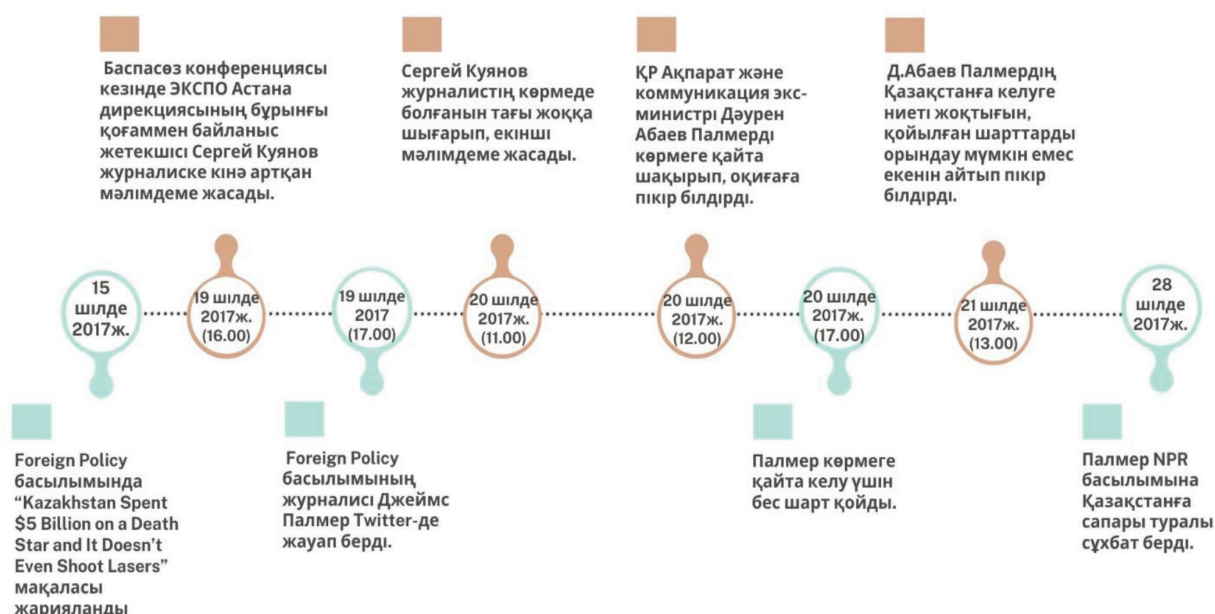 Баспасөз конференциясы
кезінде ЭКСПО Астана
дирекциясының бұрынғы
қоғаммен байланыс
жетекшісі Сергей Куянов
журналиске кінә артқан
мәлімдеме жасады.
Сергей Куянов
журналистің көрмеде
болғанын тағы жоққа
шығарып, екінші
мәлімдеме жасады.
ҚР Ақпарат және
коммуникация экс-
министрі Дәурен
Абаев Палмерді
көрмеге қайта
шақырып, оқиғаға
пікір білдірді.
Д.Абаев Палмердің
Қазақстанға келуге
ниеті жоқтығын,
қойылған шарттарды
орындау мүмкін емес
екенін айтып пікір
білдірді.
15
шілде
2017ж.
19 шілде
2017ж.
(16.00)
19 шілде
2017
(17.00)
20 шілде
2017ж.
(11.00)
20 шілде
2017ж.
(12.00)
20 шілде
2017ж.
(17.00)
21 шілде
2017ж.
(13.00)
28
шілде
2017ж.
Foreign Policy
басылымында
“Kazakhstan Spent
$5 Billion on a Death
Star and It Doesn’t
Even Shoot Lasers”
мақаласы
жарияланды
Foreign Policy
басылымының
журналисі Джеймс
Палмер Twitter-де
жауап берді.
Палмер көрмеге
қайта келу үшін
бес шарт қойды.
Палмер NPR
басылымына
Қазақстанға
сапары туралы
сұхбат берді.